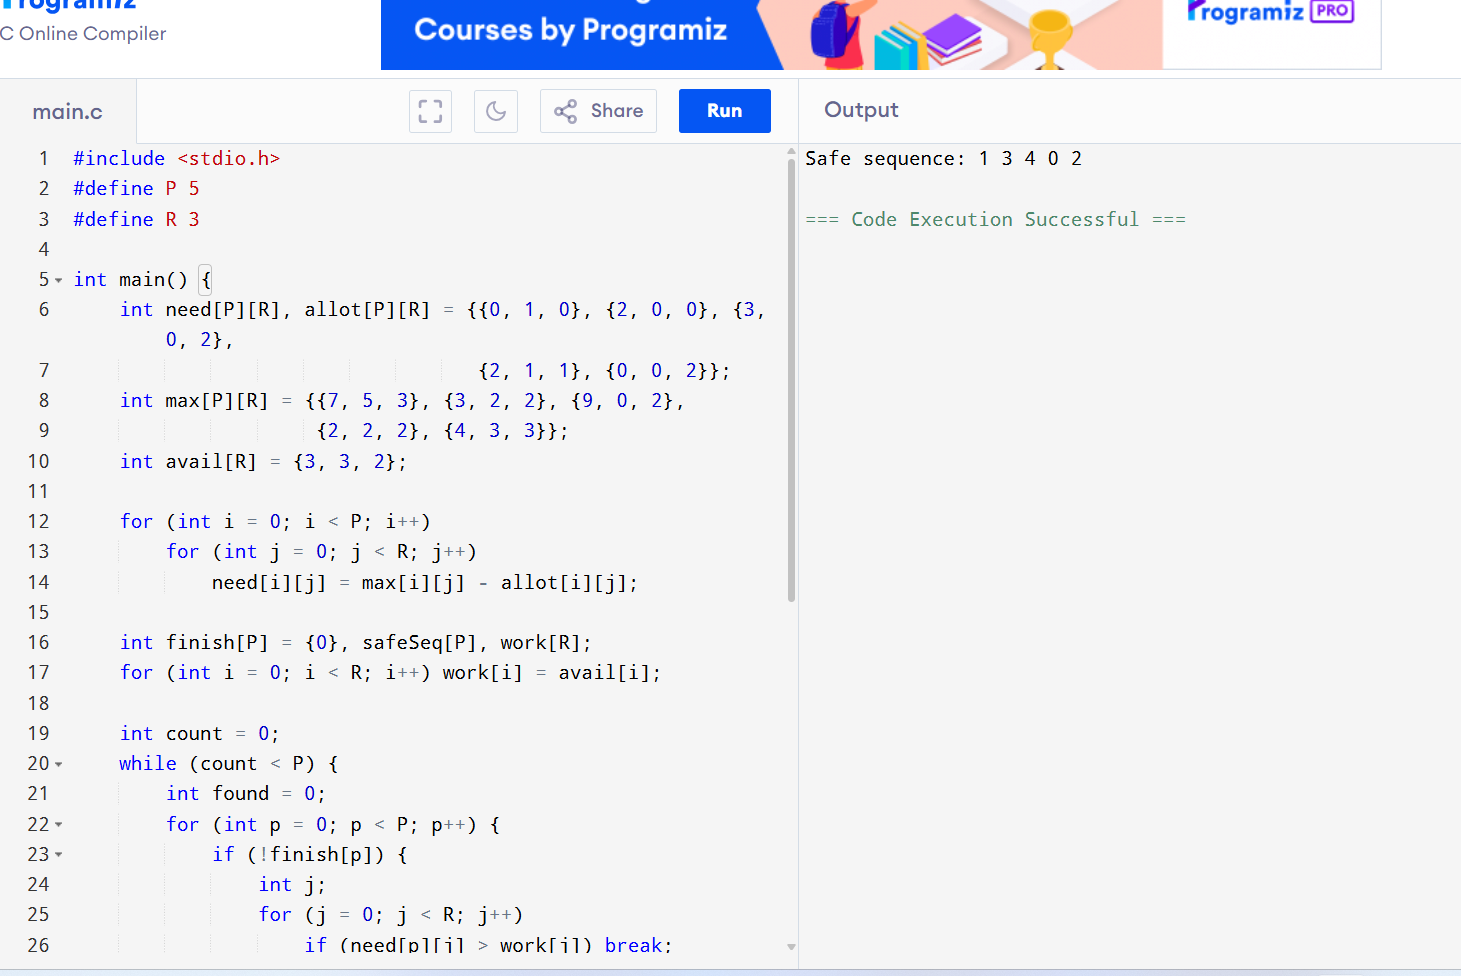 Programiz
C Online Compiler
Courses by Programiz
Programiz PRO
main.c
Share
Run
Output
1 #include <stdio.h>
2 #define P 5
3 #define R 3
4
5 int main() {
6 int need[P][R], allot[P][R] = {{0, 1, 0}, {2, 0, 0}, {3,
0, 2},
7 {2, 1, 1}, {0, 0, 2}};
8 int max[P][R] = {{7, 5, 3}, {3, 2, 2}, {9, 0, 2},
9 {2, 2, 2}, {4, 3, 3}};
10 int avail[R] = {3, 3, 2};
11
12 for (int i = 0; i < P; i++)
13 for (int j = 0; j < R; j++)
14 need[i][j] = max[i][j] - allot[i][j];
15
16 int finish[P] = {0}, safeSeq[P], work[R];
17 for (int i = 0; i < R; i++) work[i] = avail[i];
18
19 int count = 0;
20 while (count < P) {
21 int found = 0;
22 for (int p = 0; p < P; p++) {
23 if (!finish[p]) {
24 int j;
25 for (j = 0; j < R; j++)
26 if (need[p][j] > work[j]) break;
Safe sequence: 1 3 4 0 2
=== Code Execution Successful ===